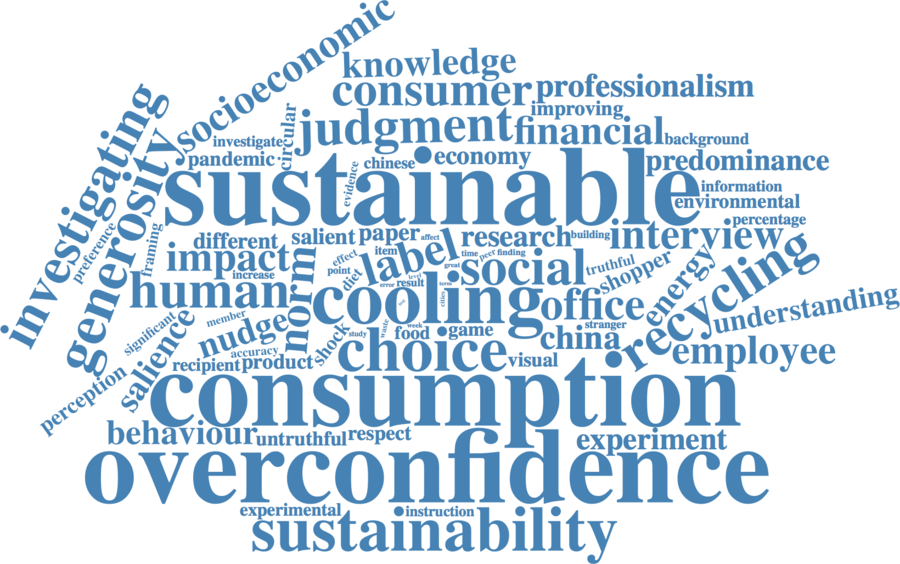 socioeconomic
knowledge
consumer
professionalism
improving
judgment
financial
background
investigating
generosity
circular
investigate
pandemic
chinese
economy
predominance
evidence
sustainable
information
environmental
percentage
preference
framing
different
salient
paper
affect
research
building
interview
impact
effect
item
label
time
peer
finding
truthful
shopper
energy
recycling
increase
point
diet
great
social
human
norm
error
level
result
term
cooling
cities
office
understanding
significant
member
nudge
shock
study
waste
week
food
game
china
stranger
salience
accuracy
recipient
product
choice
visual
employee
perception
consumption
behaviour
untruthful
respect
experiment
overconfidence
experimental
instruction
sustainability